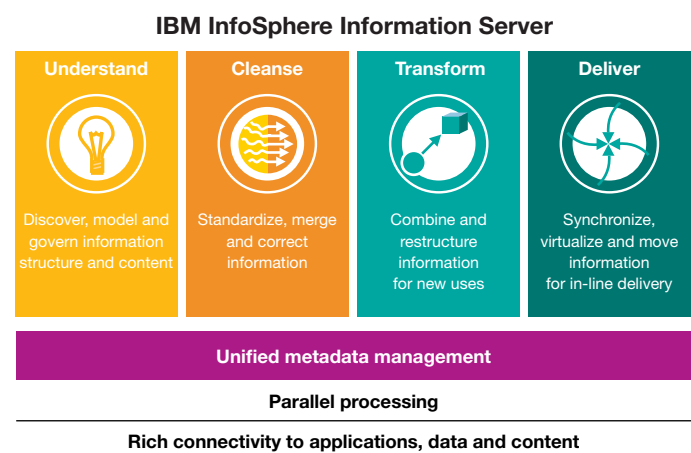 IBM InfoSphere Information Server
Understand
Discover, model and
govern information
structure and content
Cleanse
Standardize, merge
and correct
information
Transform
Combine and
restructure
information
for new uses
Deliver
Synchronize,
virtualize and move
information
for in-line delivery
Unified metadata management
Parallel processing
Rich connectivity to applications, data and content